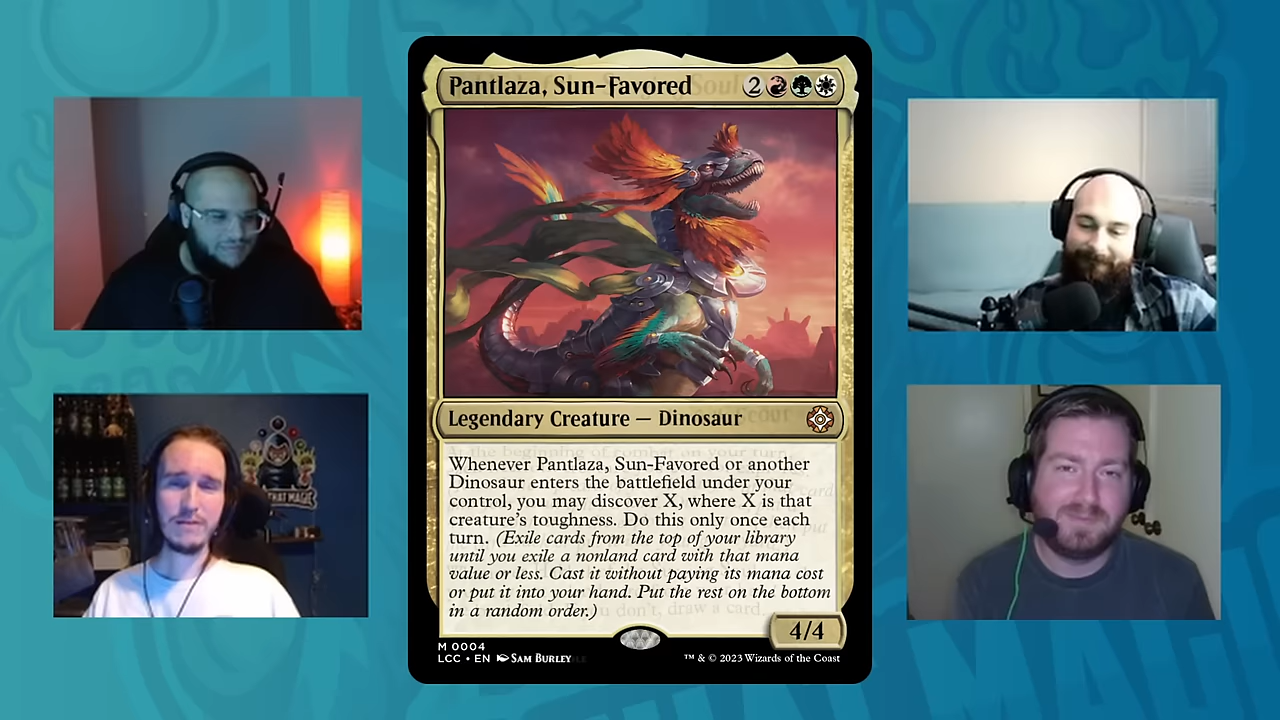 Pantlaza, Sun-Favored 2
Legendary Creature — Dinosaur
Whenever Pantlaza, Sun-Favored or another
Dinosaur enters the battlefield under your
control, you may discover X, where X is that
creature's toughness. Do this only once each
turn. (Exile cards from the top of your library
until you exile a nonland card with that mana
value or less. Cast it without paying its mana cost
or put it into your hand. Put the rest on the bottom
in a random order.)
4/4
M 0004
LCC • EN SAM BURLEY
™ & © 2023 Wizards of the Coast
THAT MAGIC